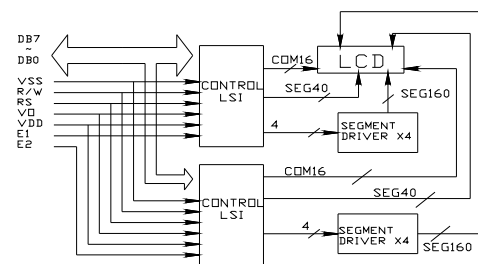 DB7
~
DB0
VSS
R/W
RS
VO
VDD
E1
E2
CONTROL
LSI
COM16
SEG40
4
LCD
SEG160
SEGMENT
DRIVER X4
CONTROL
LSI
COM16
SEG40
4
SEGMENT
DRIVER X4
SEG160